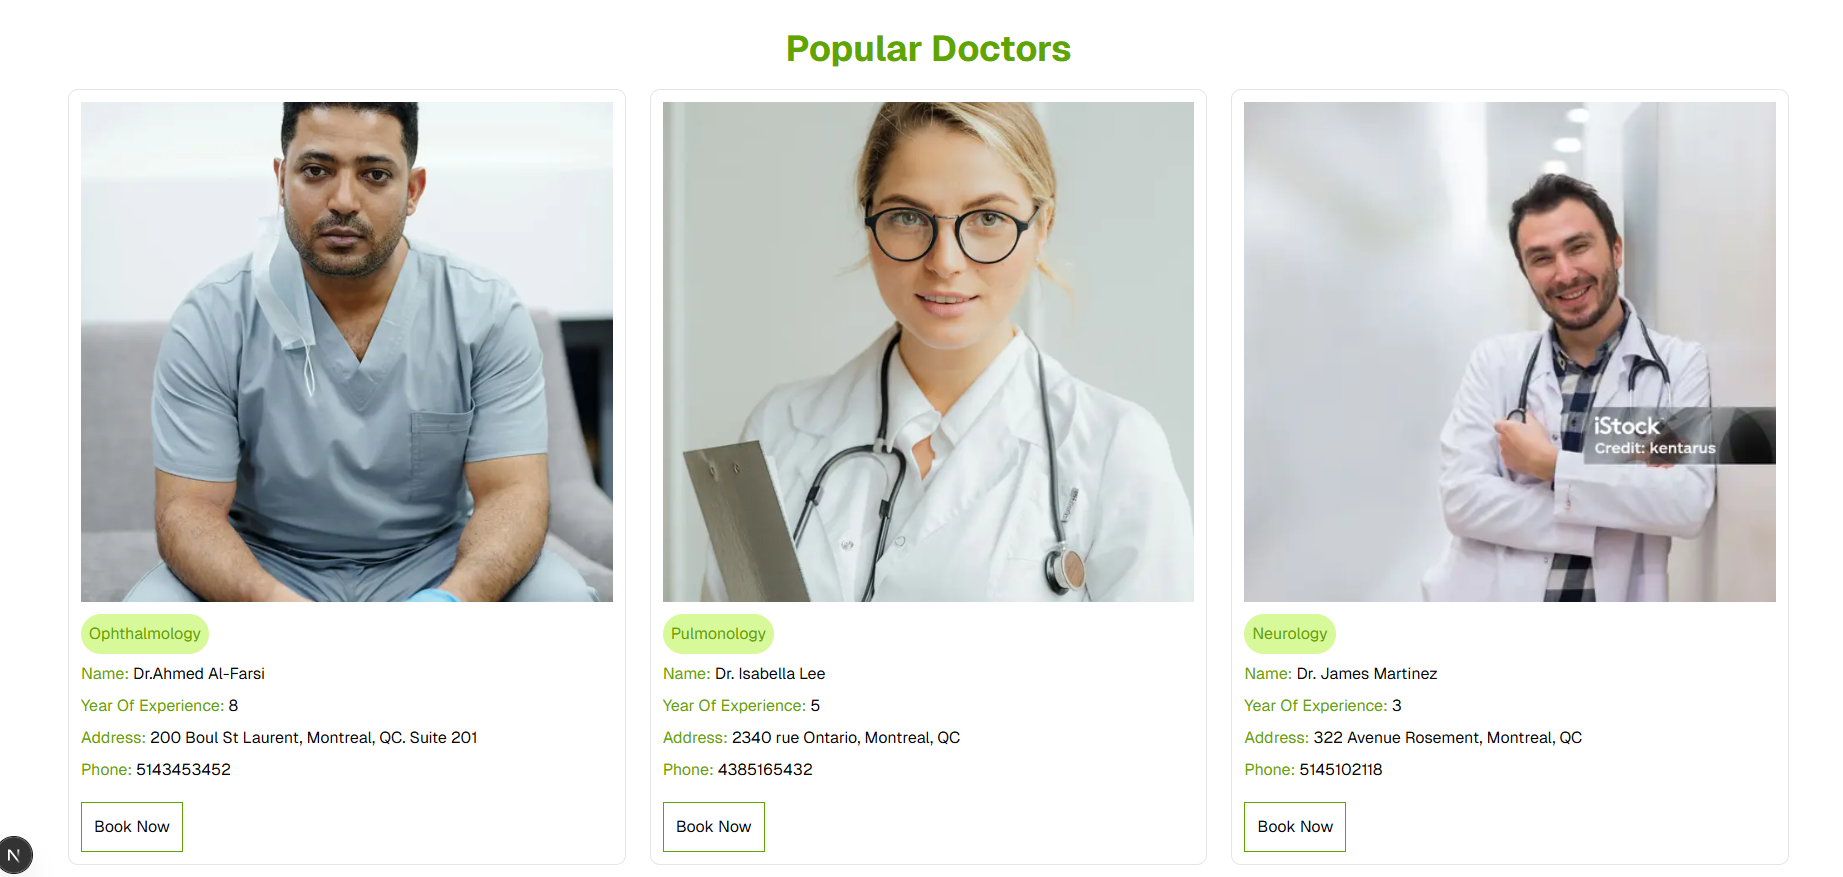 Popular Doctors
iStock
Credit: kentarus
Ophthalmology
Name: Dr.Ahmed Al-Farsi
Year Of Experience: 8
Address: 200 Boul St Laurent, Montreal, QC. Suite 201
Phone: 5143453452
Book Now
Pulmonology
Name: Dr. Isabella Lee
Year Of Experience: 5
Address: 2340 rue Ontario, Montreal, QC
Phone: 4385165432
Book Now
Neurology
Name: Dr. James Martinez
Year Of Experience: 3
Address: 322 Avenue Rosement, Montreal, QC
Phone: 5145102118
Book Now
N